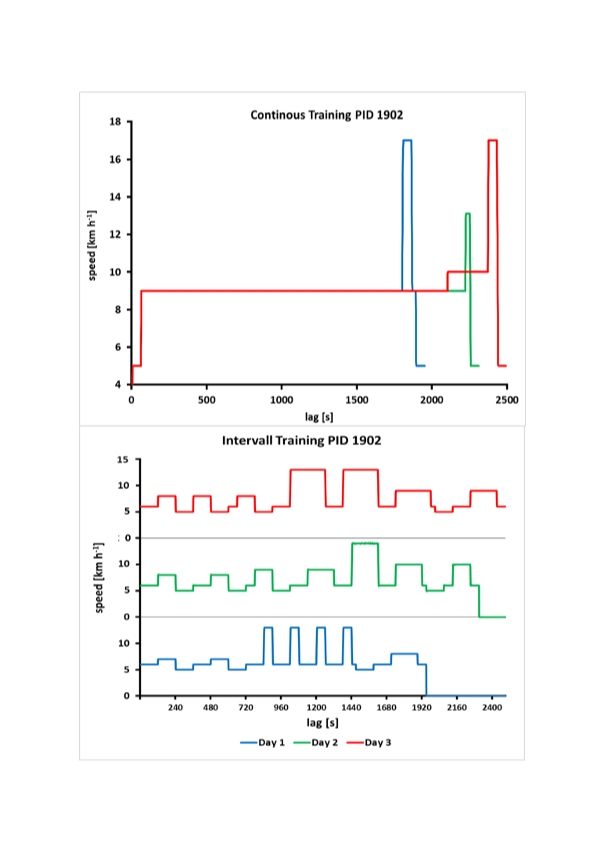 Continous Training PID 1902
18
16
14
12
10
8
6
4
speed [km h-1]
0 500 1000 1500 2000 2500
lag [s]
Intervall Training PID 1902
15
10
5
: 0
10
5
0
10
5
0
speed [km h-1]
240 480 720 960 1200 1440 1680 1920 2160 2400
lag [s]
Day 1 Day 2 Day 3